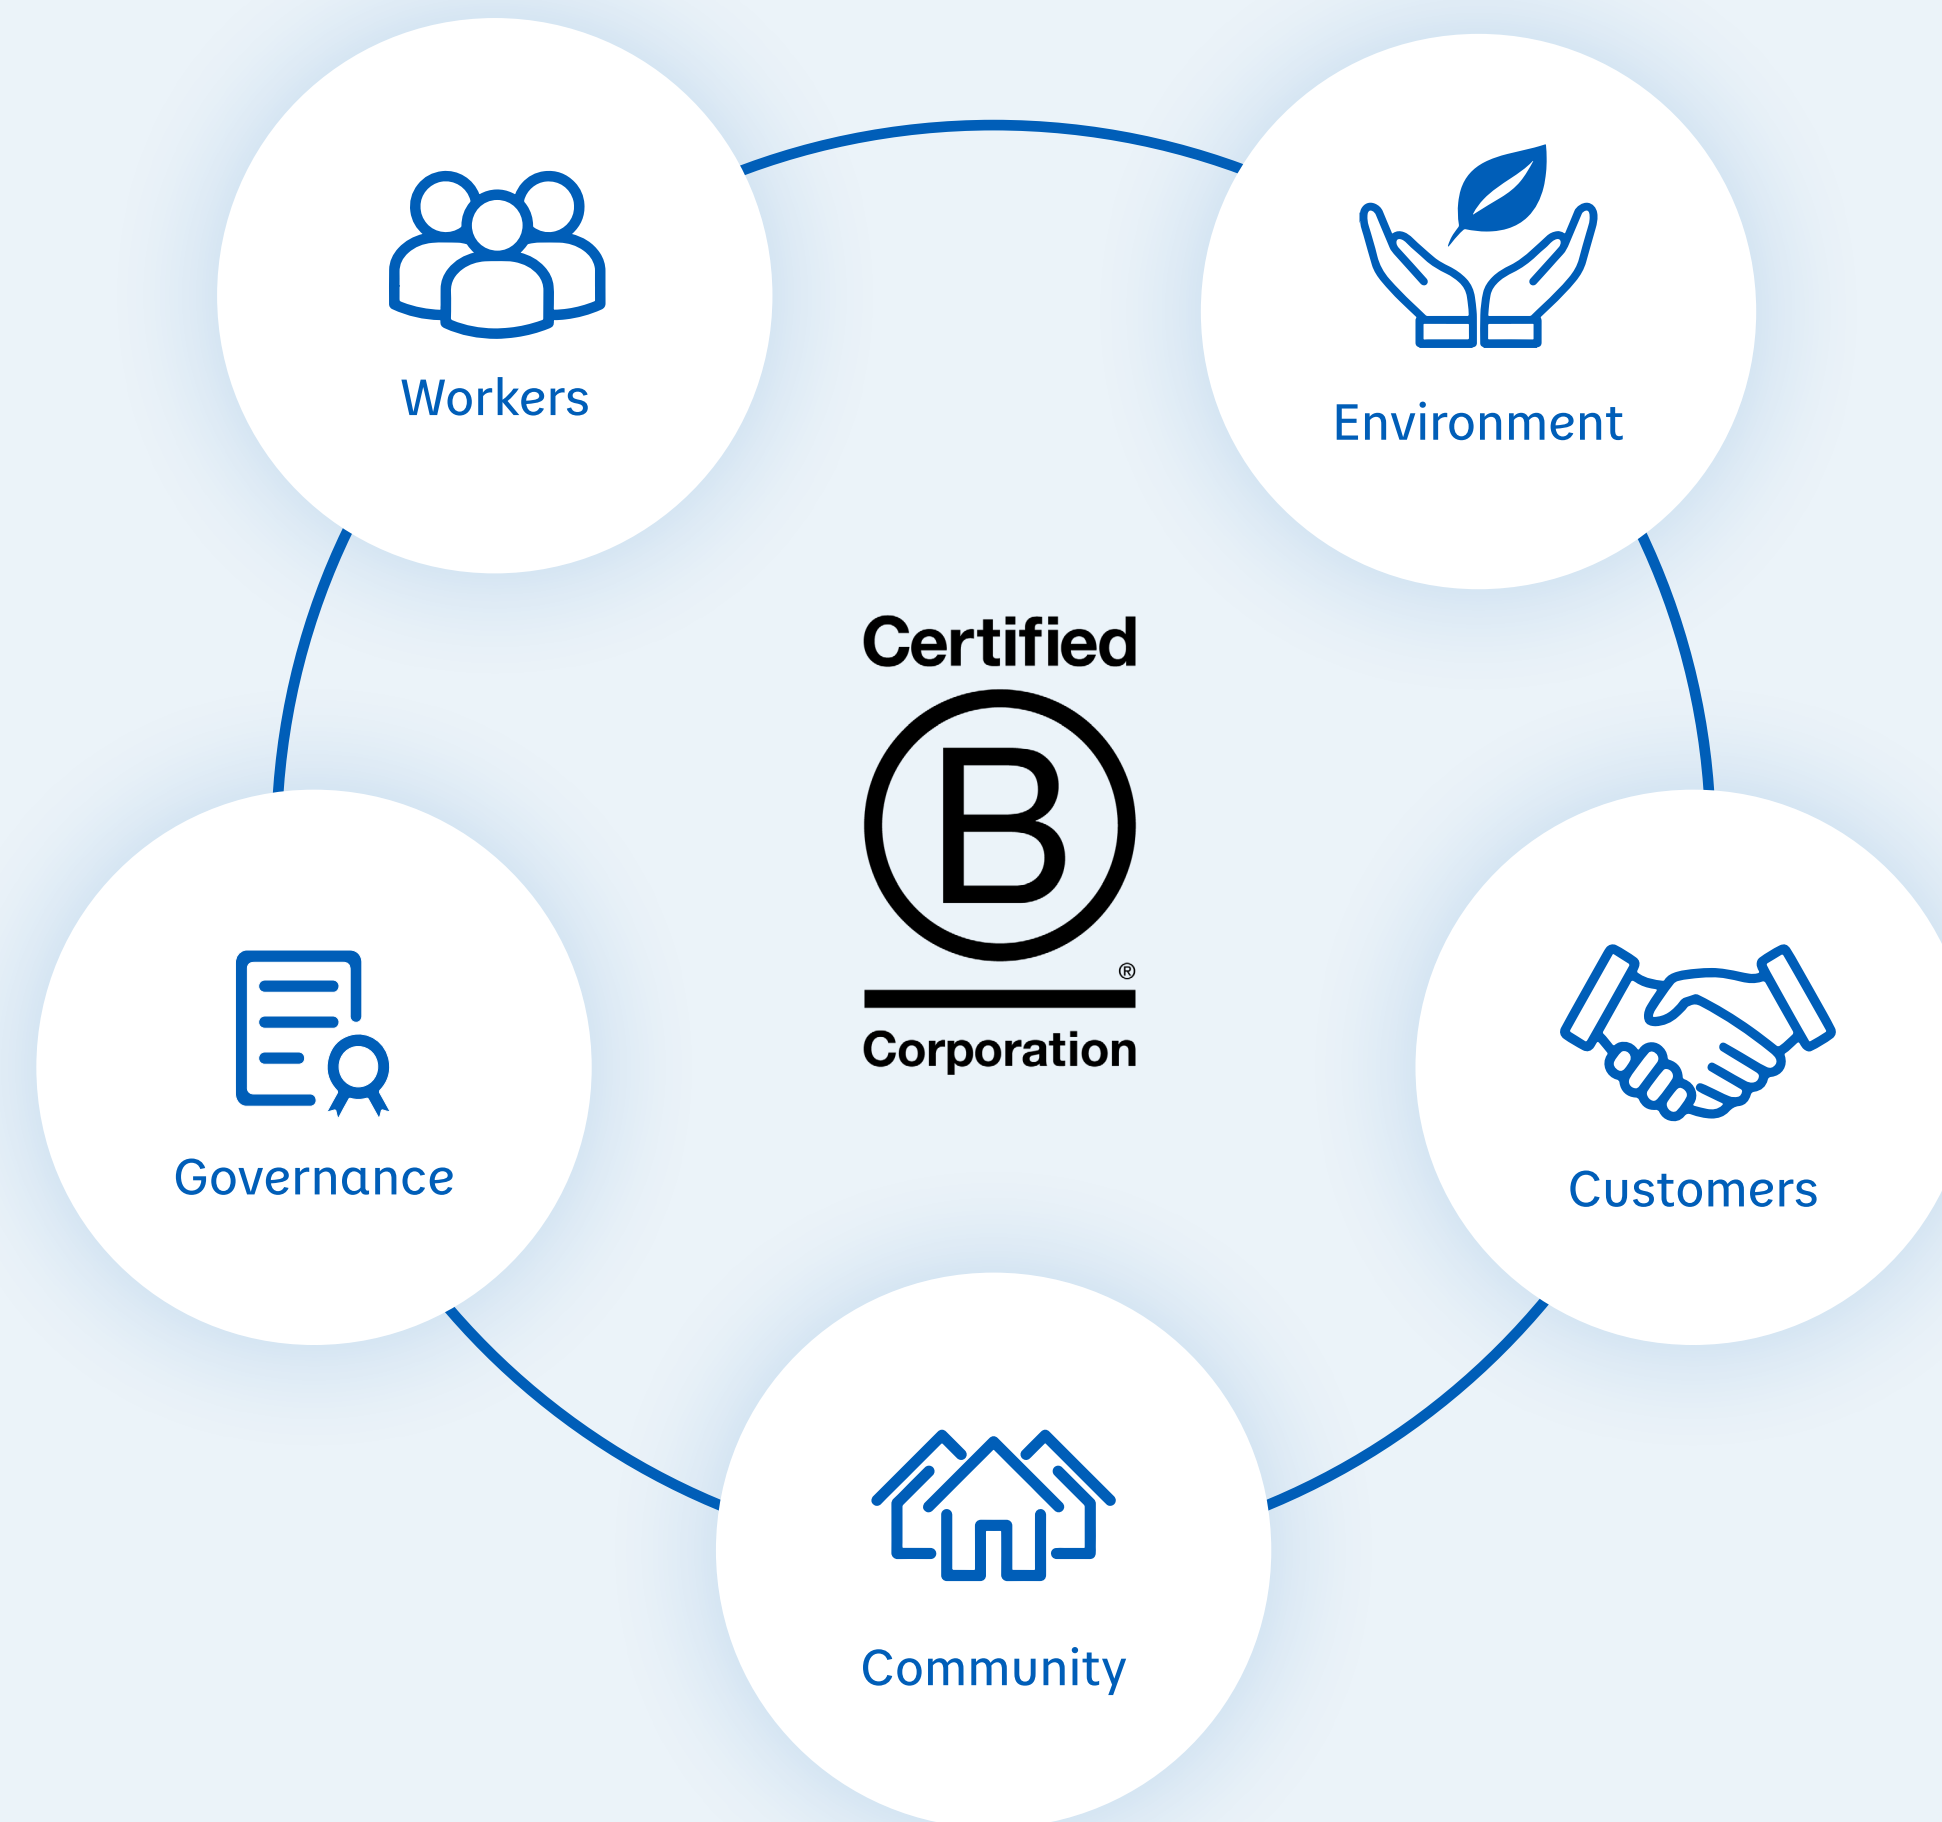 Workers
Environment
Certified
B
®
Corporation
Governance
Customers
Community